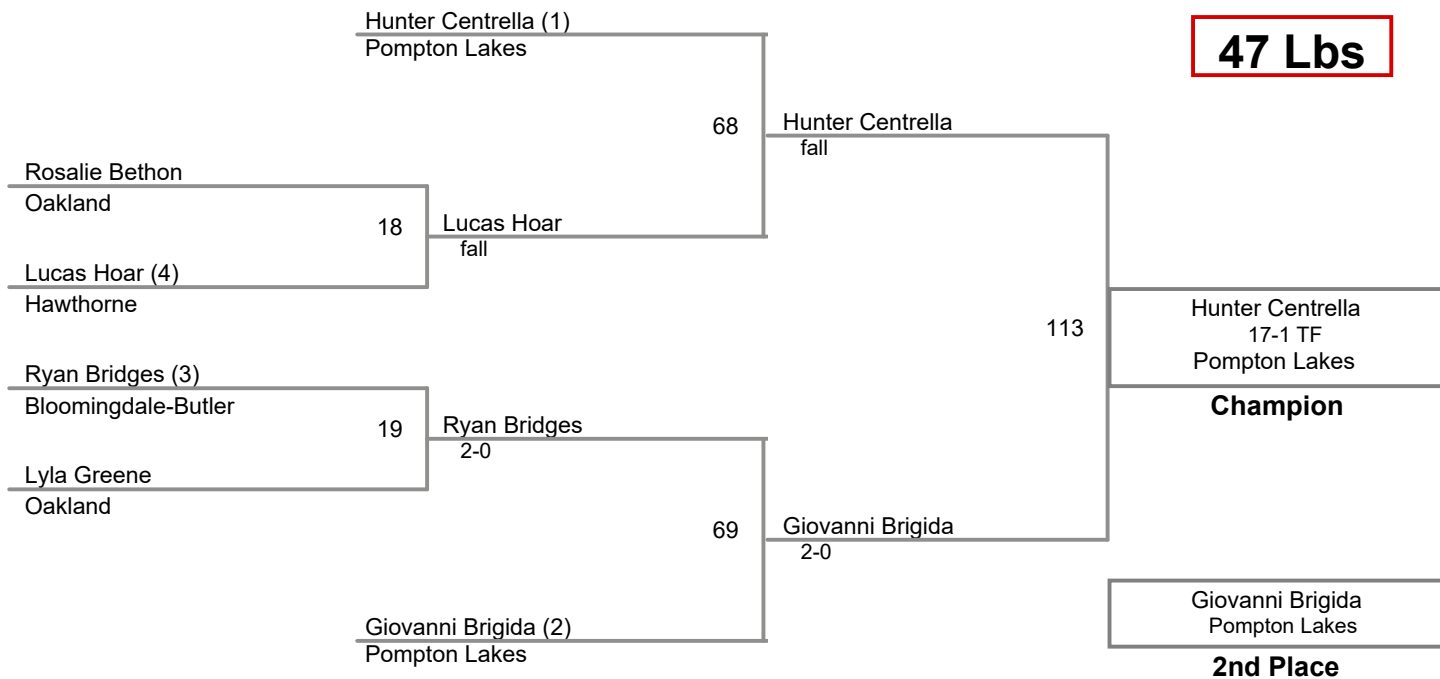 Hunter Centrella (1)
Pompton Lakes
47 Lbs
68
Hunter Centrella
fall
Rosalie Bethon
Oakland
18
Lucas Hoar
fall
Lucas Hoar (4)
Hawthorne
113
Hunter Centrella
17-1 TF
Pompton Lakes
Champion
Ryan Bridges (3)
Bloomingdale-Butler
19
Ryan Bridges
2-0
Lyla Greene
Oakland
69
Giovanni Brigida
2-0
Giovanni Brigida (2)
Pompton Lakes
Giovanni Brigida
Pompton Lakes
2nd Place